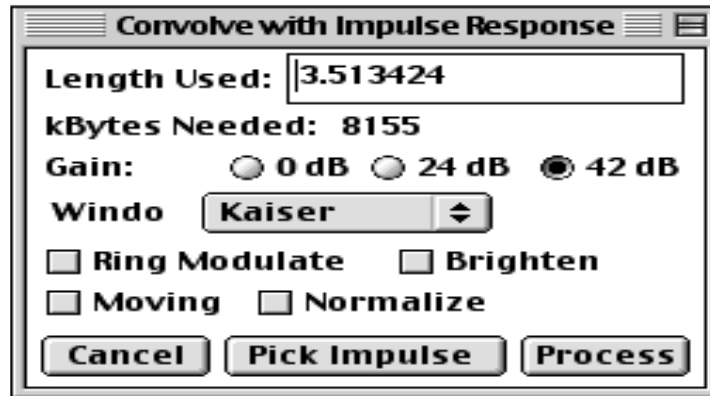 Convolve with Impulse Response
Length Used: 3.513424
kBytes Needed: 8155
Gain: 0 dB 24 dB 42 dB
Windo Kaiser
Ring Modulate Brighten
Moving Normalize
Cancel Pick Impulse Process